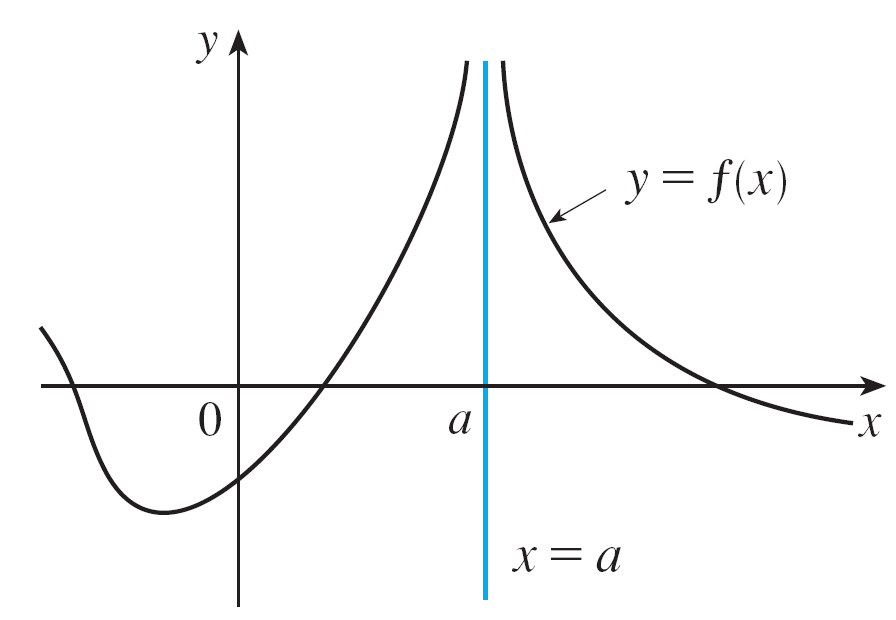 y
y = f(x)
0
a
x
x = a